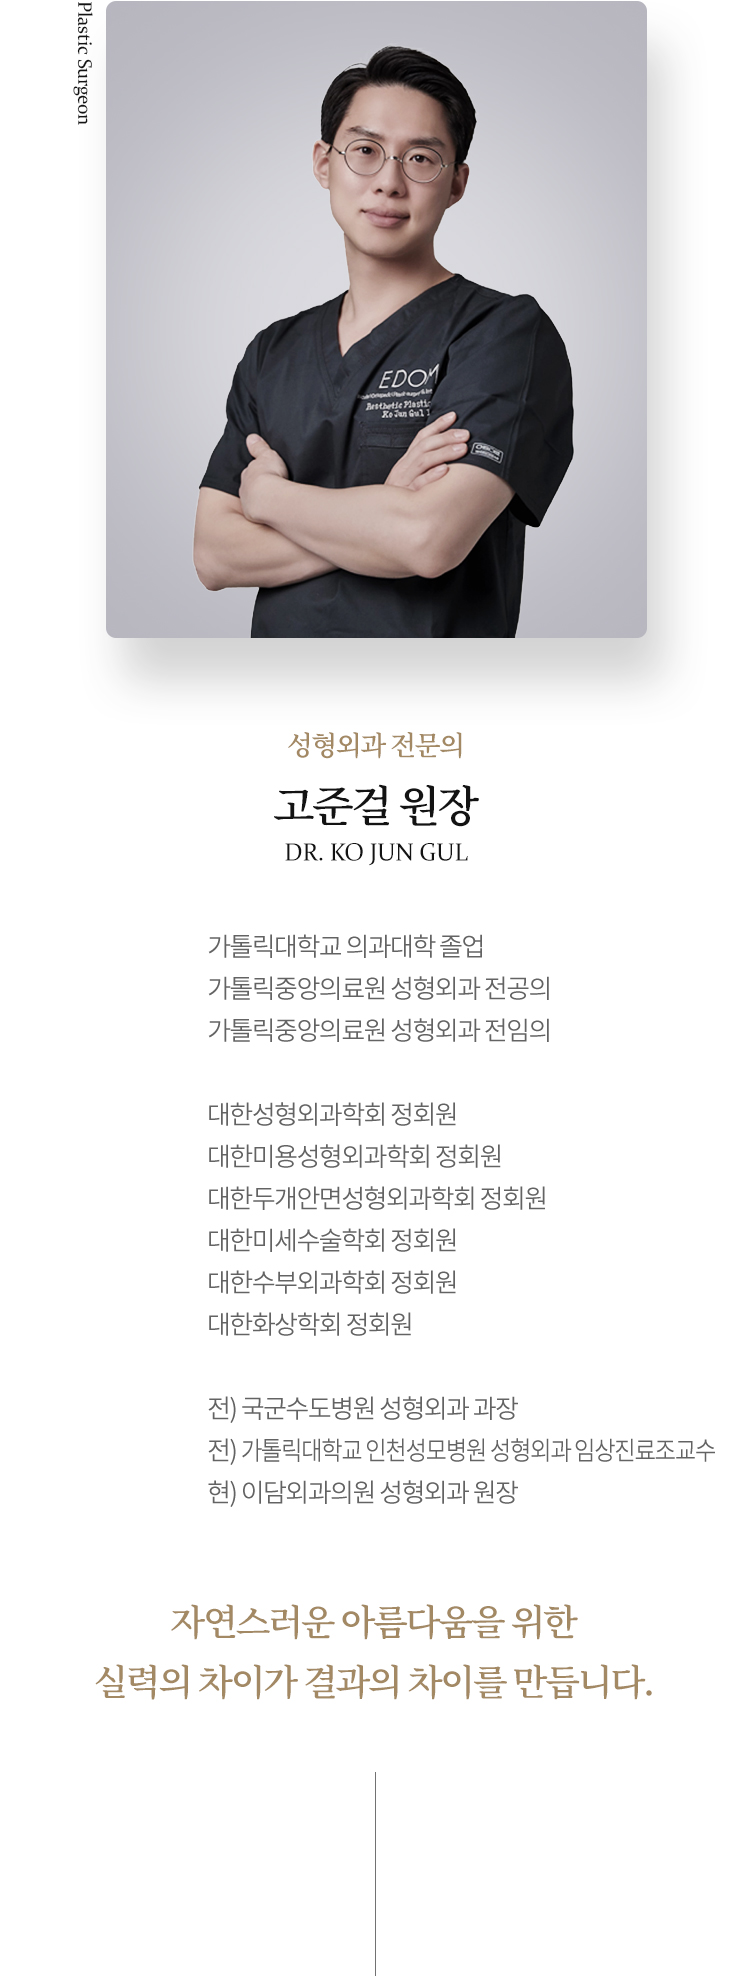 Plastic Surgeon
EDOM
Aesthetic Plastic
Ko Jun Gul
성형외과 전문의
고준걸 원장
DR. KO JUN GUL
가톨릭대학교 의과대학 졸업
가톨릭중앙의료원 성형외과 전공의
가톨릭중앙의료원 성형외과 전임의
대한성형외과학회 정회원
대한미용성형외과학회 정회원
대한두개안면성형외과학회 정회원
대한미세수술학회 정회원
대한수부외과학회 정회원
대한화상학회 정회원
전) 국군수도병원 성형외과 과장
전) 가톨릭대학교 인천성모병원 성형외과 임상진료조교수
현) 이담외과의원 성형외과 원장
자연스러운 아름다움을 위한
실력의 차이가 결과의 차이를 만듭니다.